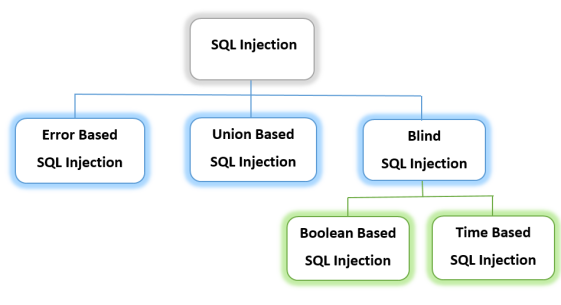 SQL Injection
Error Based
SQL Injection
Union Based
SQL Injection
Blind
SQL Injection
Boolean Based
SQL Injection
Time Based
SQL Injection